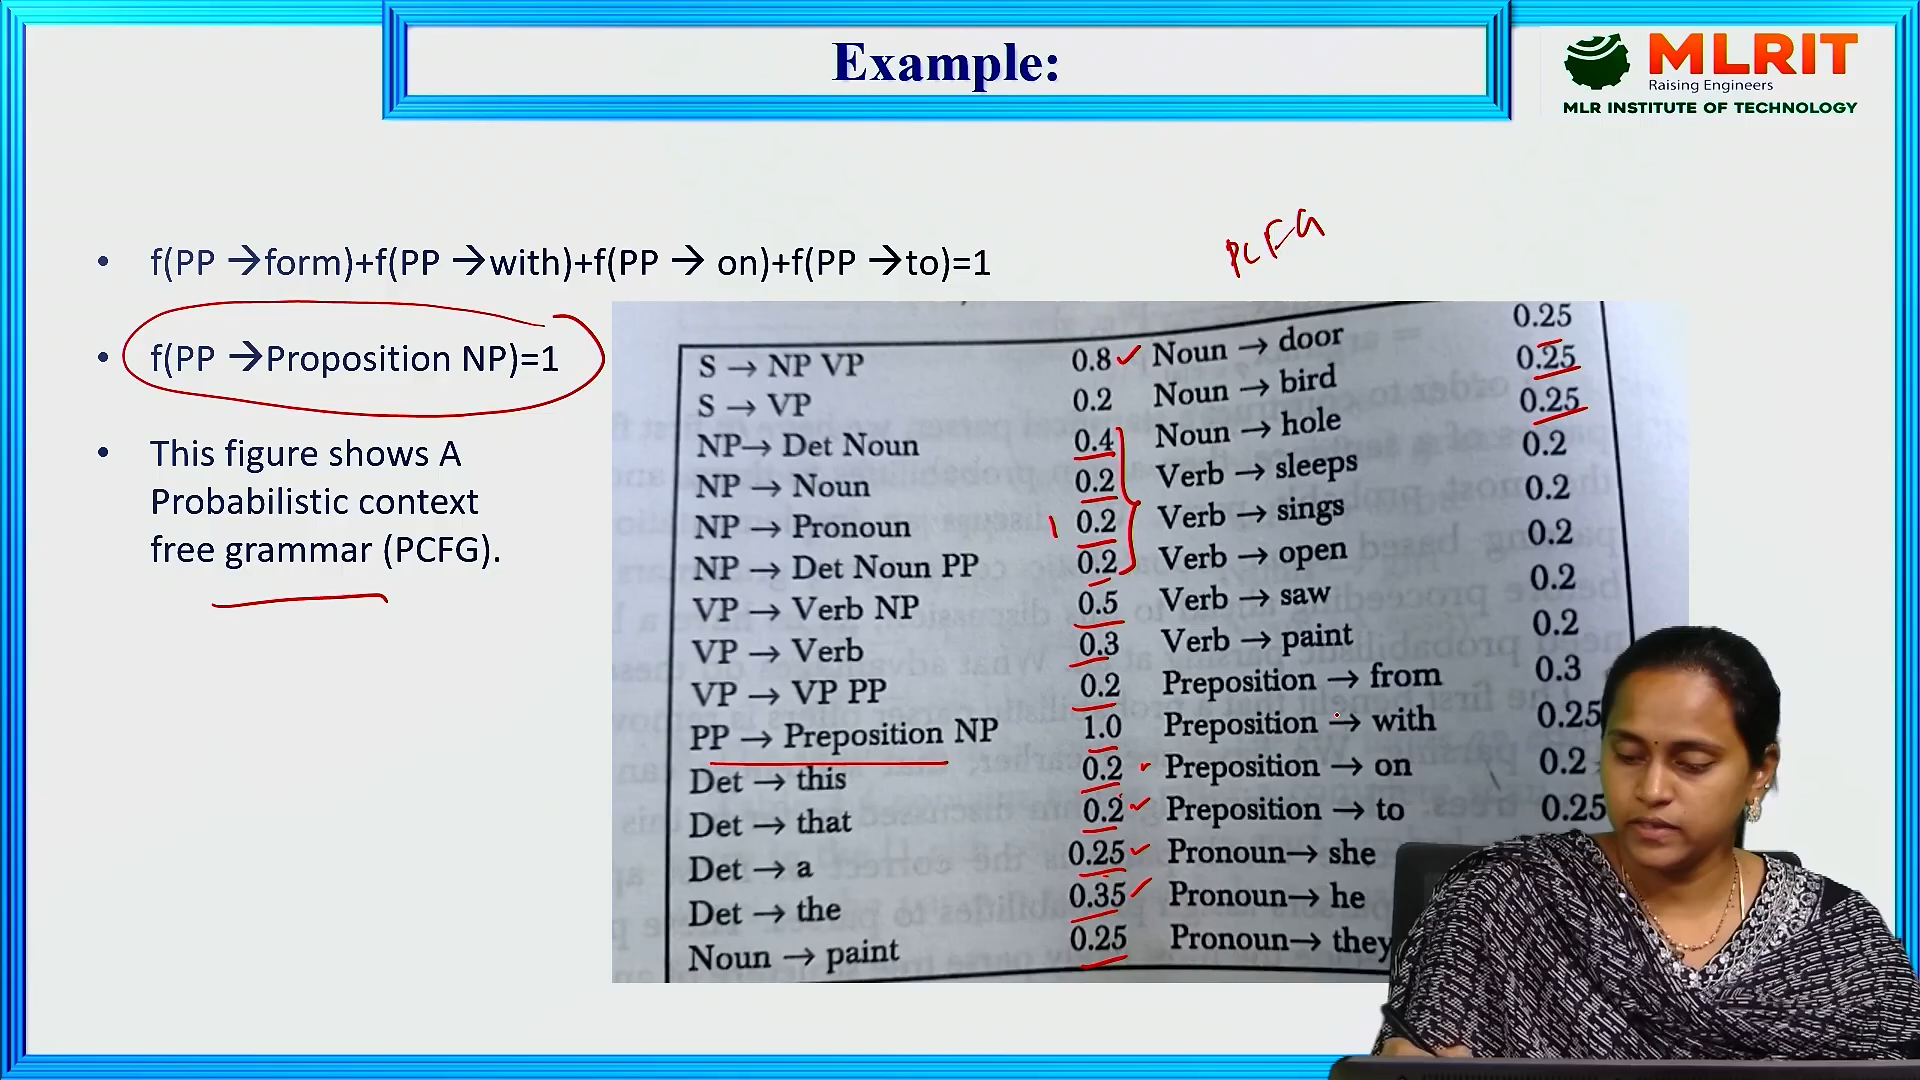 Example:
MLRIT
Raising Engineers
MLR INSTITUTE OF TECHNOLOGY
PCFG
• f(PP →form)+f(PP →with)+f(PP → on)+f(PP →to)=1
• f(PP →Proposition NP)=1
• This figure shows A
Probabilistic context
free grammar (PCFG).
S → NP VP 0.8
S → VP 0.2
NP→ Det Noun 0.4
NP → Noun 0.2
NP → Pronoun 0.2
NP → Det Noun PP 0.2
VP → Verb NP 0.5
VP → Verb 0.3
VP → VP PP 0.2
PP → Preposition NP 1.0
Det → this 0.2
Det → that 0.2
Det → a 0.25
Det → the 0.35
Noun → paint 0.25
Noun → door 0.25
Noun → bird 0.25
Noun → hole 0.25
Verb → sleeps 0.2
Verb → sings 0.2
Verb → open 0.2
Verb → saw 0.2
Verb → paint 0.2
Preposition → from 0.3
Preposition → with 0.25
Preposition → on 0.2
Preposition → to 0.25
Pronoun→ she
Pronoun→ he
Pronoun→ they